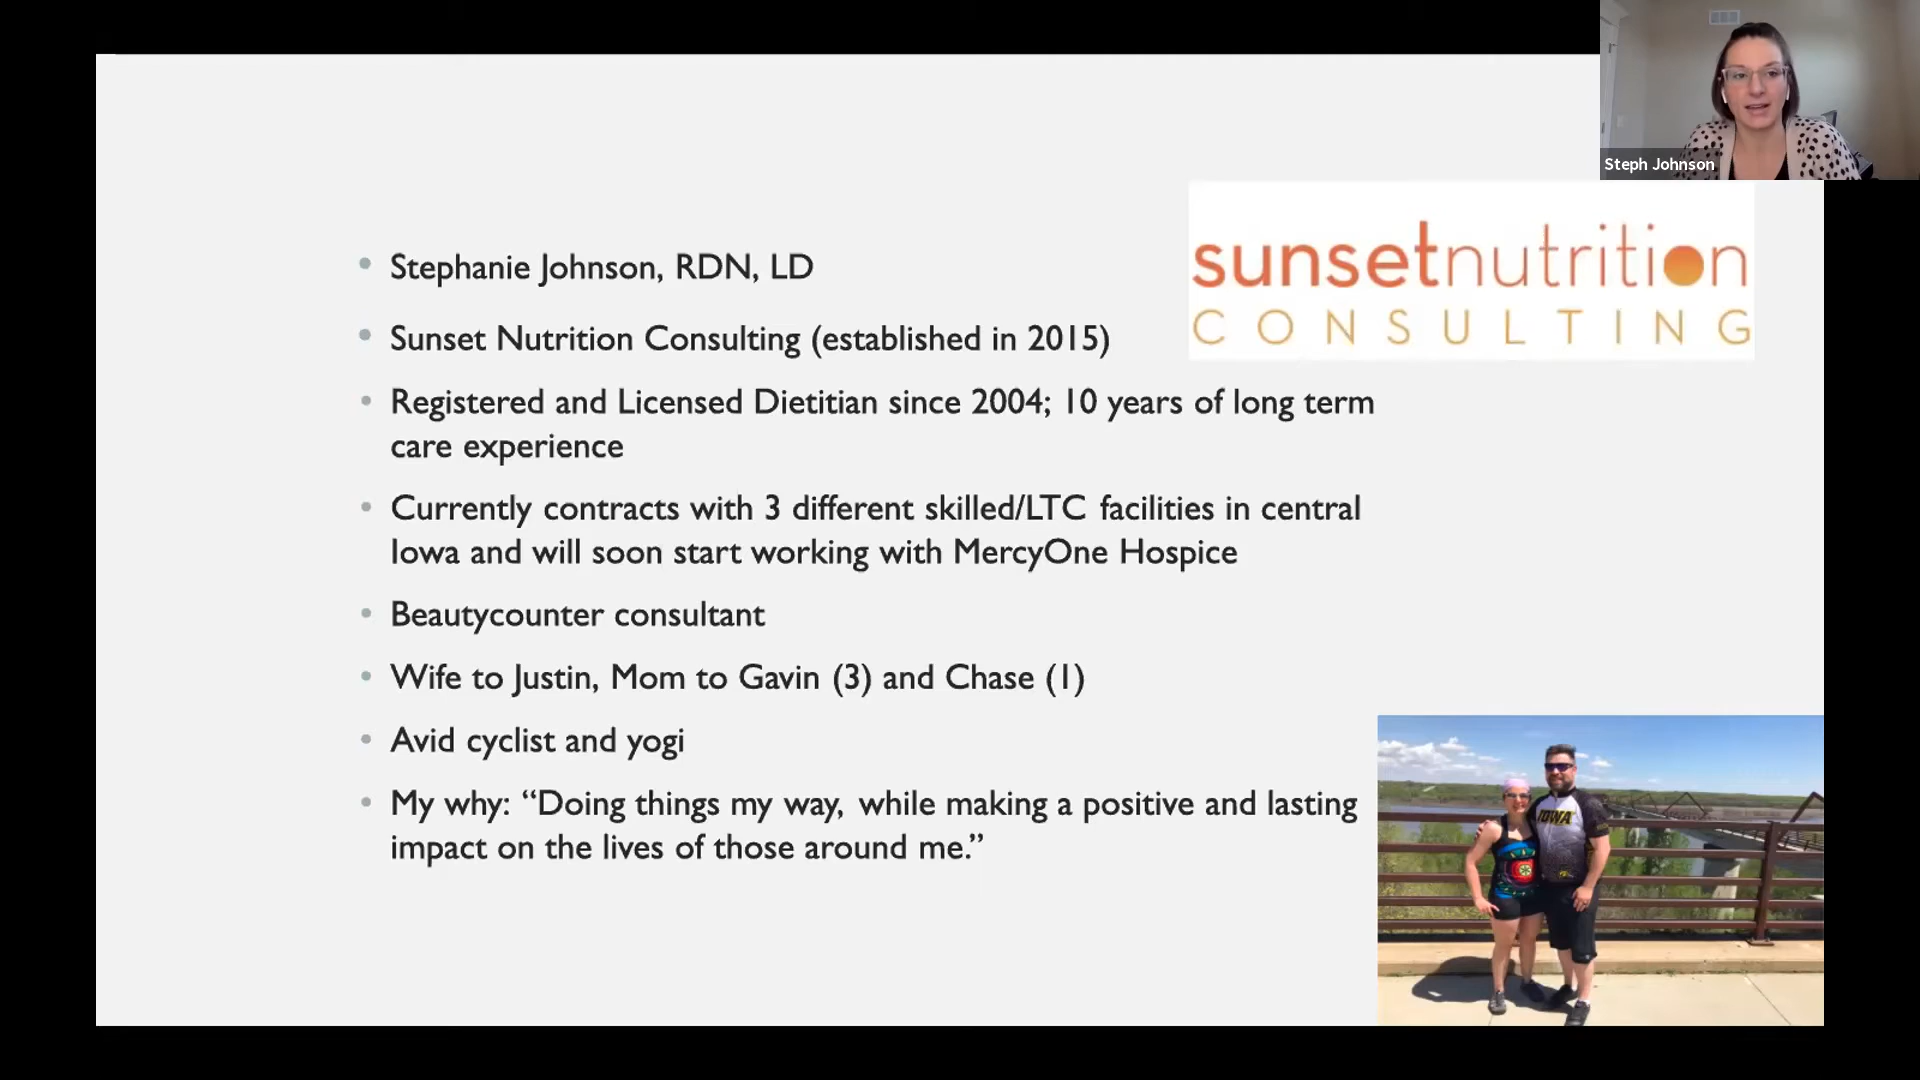 Steph Johnson
sunsetnutrition
CONSULTING
• Stephanie Johnson, RDN, LD
• Sunset Nutrition Consulting (established in 2015)
• Registered and Licensed Dietitian since 2004; 10 years of long term
care experience
• Currently contracts with 3 different skilled/LTC facilities in central
Iowa and will soon start working with MercyOne Hospice
• Beautycounter consultant
• Wife to Justin, Mom to Gavin (3) and Chase (1)
• Avid cyclist and yogi
• My why: “Doing things my way, while making a positive and lasting
impact on the lives of those around me.”
IOWA